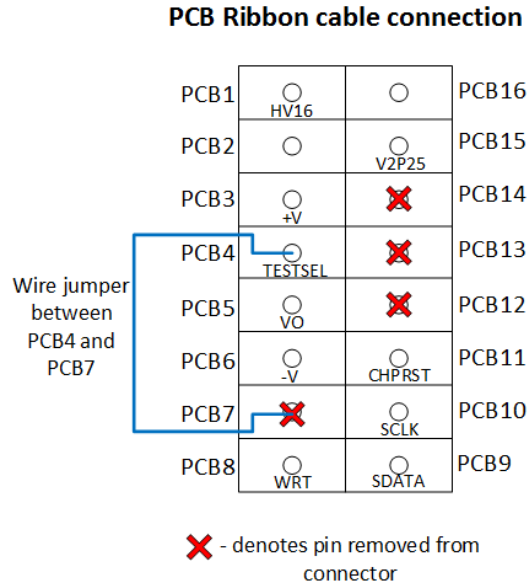 PCB Ribbon cable connection
PCB1
HV16
PCB16
PCB2
V2P25
PCB15
PCB3
+V
PCB14
PCB4
TESTSEL
PCB13
Wire jumper
between
PCB4 and
PCB7
PCB5
VO
PCB12
PCB6
-V
CHPRST
PCB11
PCB7
SCLK
PCB10
PCB8
WRT
SDATA
PCB9
- denotes pin removed from
connector